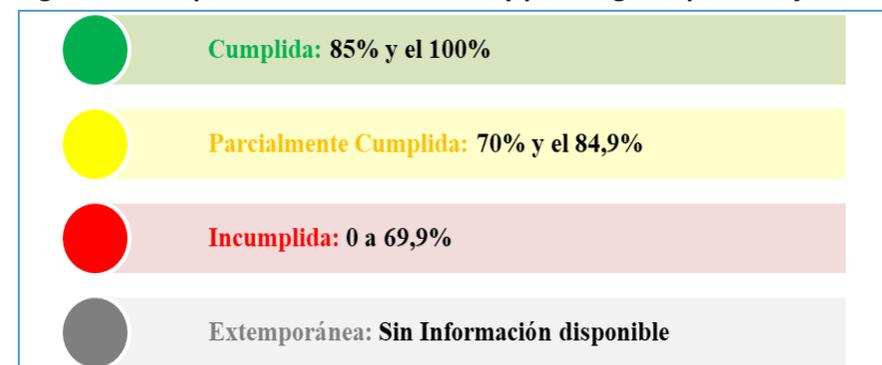 Cumplida: 85% y el 100%
Parcialmente Cumplida: 70% y el 84,9%
Incumplida: 0 a 69,9%
Extemporánea: Sin Información disponible